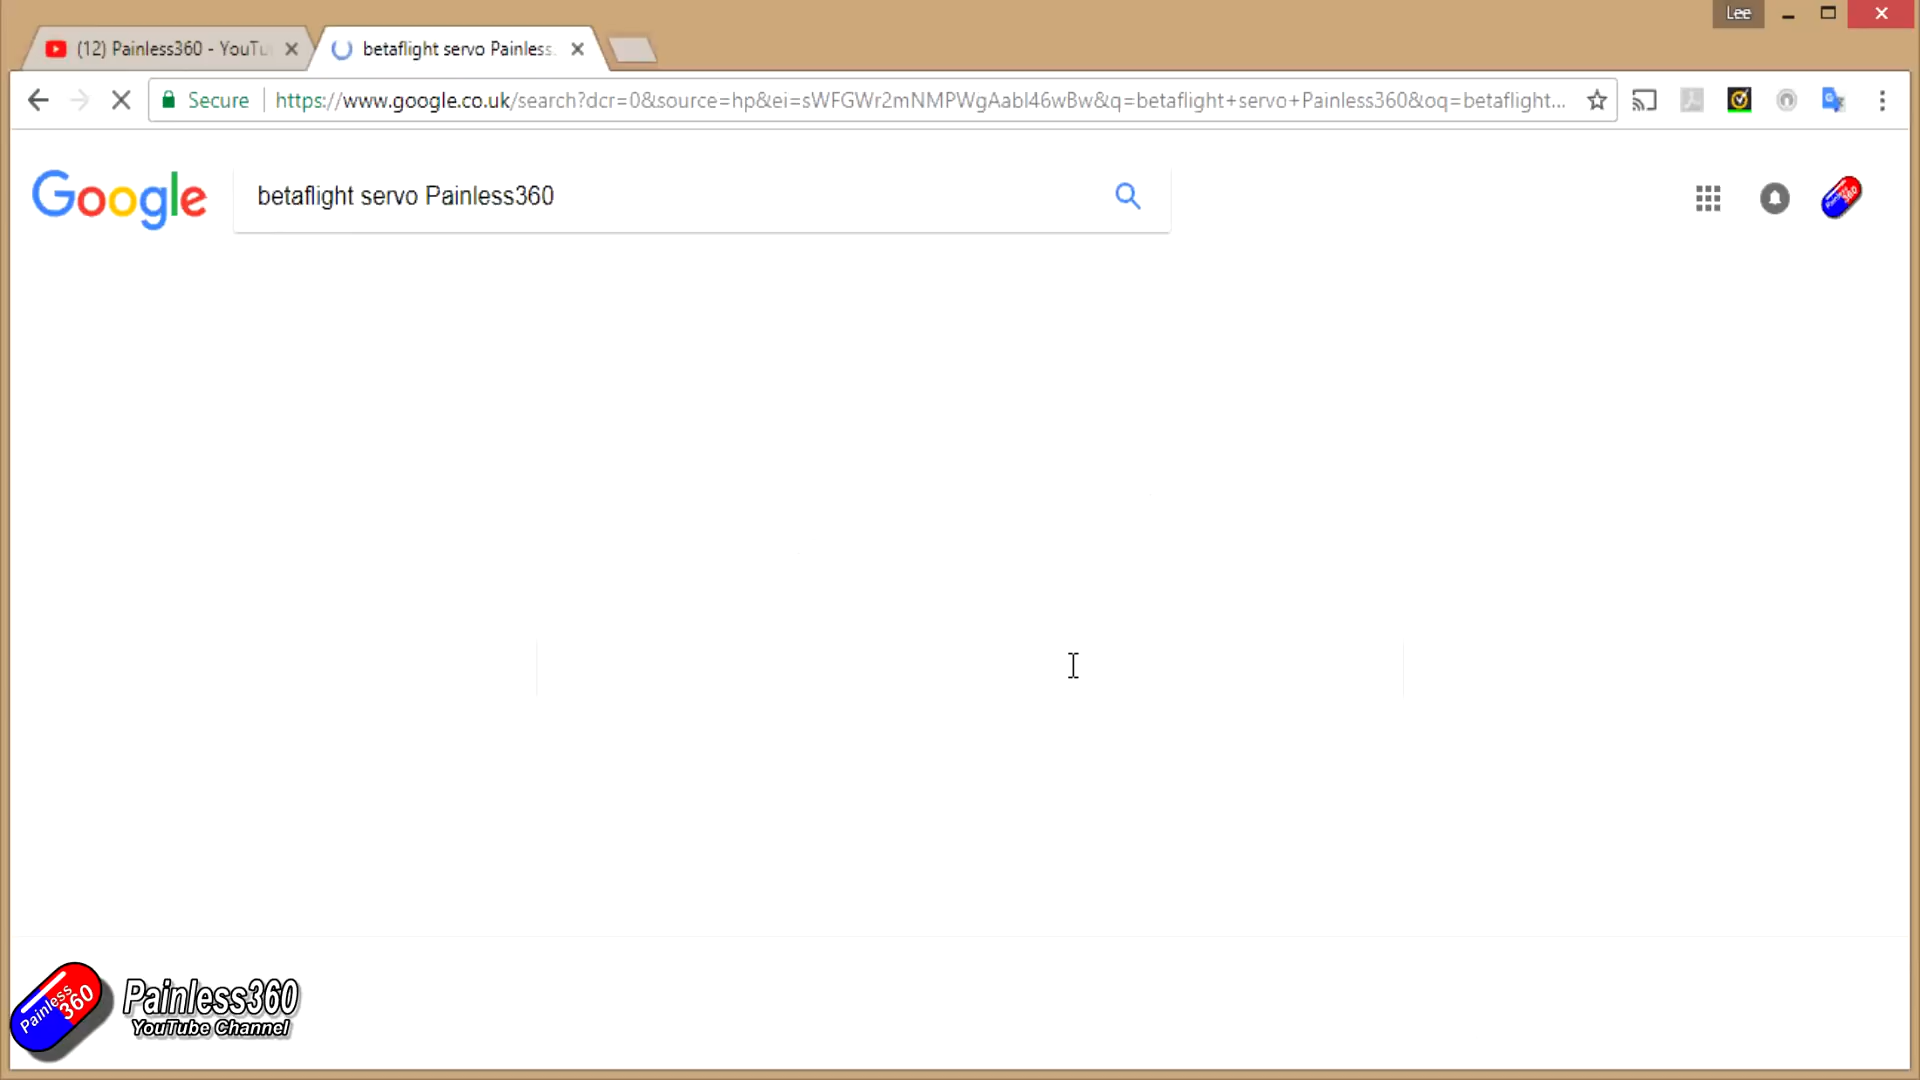 Lee
(12) Painless360 - YouTu
betaflight servo Painless
Secure
https://www.google.co.uk/search?dcr=0&source=hp&ei=sWFGWr2mNMPWgAabl46wBw&q=betaflight+servo+Painless360&oq=betaflight...
Google
betaflight servo Painless360
Painless
360
Painless360
YouTube Channel